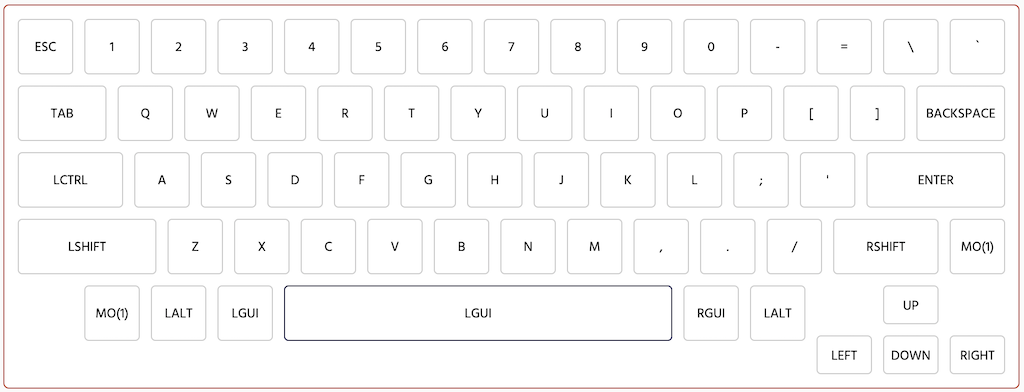 ESC 1 2 3 4 5 6 7 8 9 0 - = \ `
TAB Q W E R T Y U I O P [ ] BACKSPACE
LCTRL A S D F G H J K L ; ' ENTER
LSHIFT Z X C V B N M , . / RSHIFT MO(1)
MO(1) LALT LGUI LGUI RGUI LALT UP
LEFT DOWN RIGHT